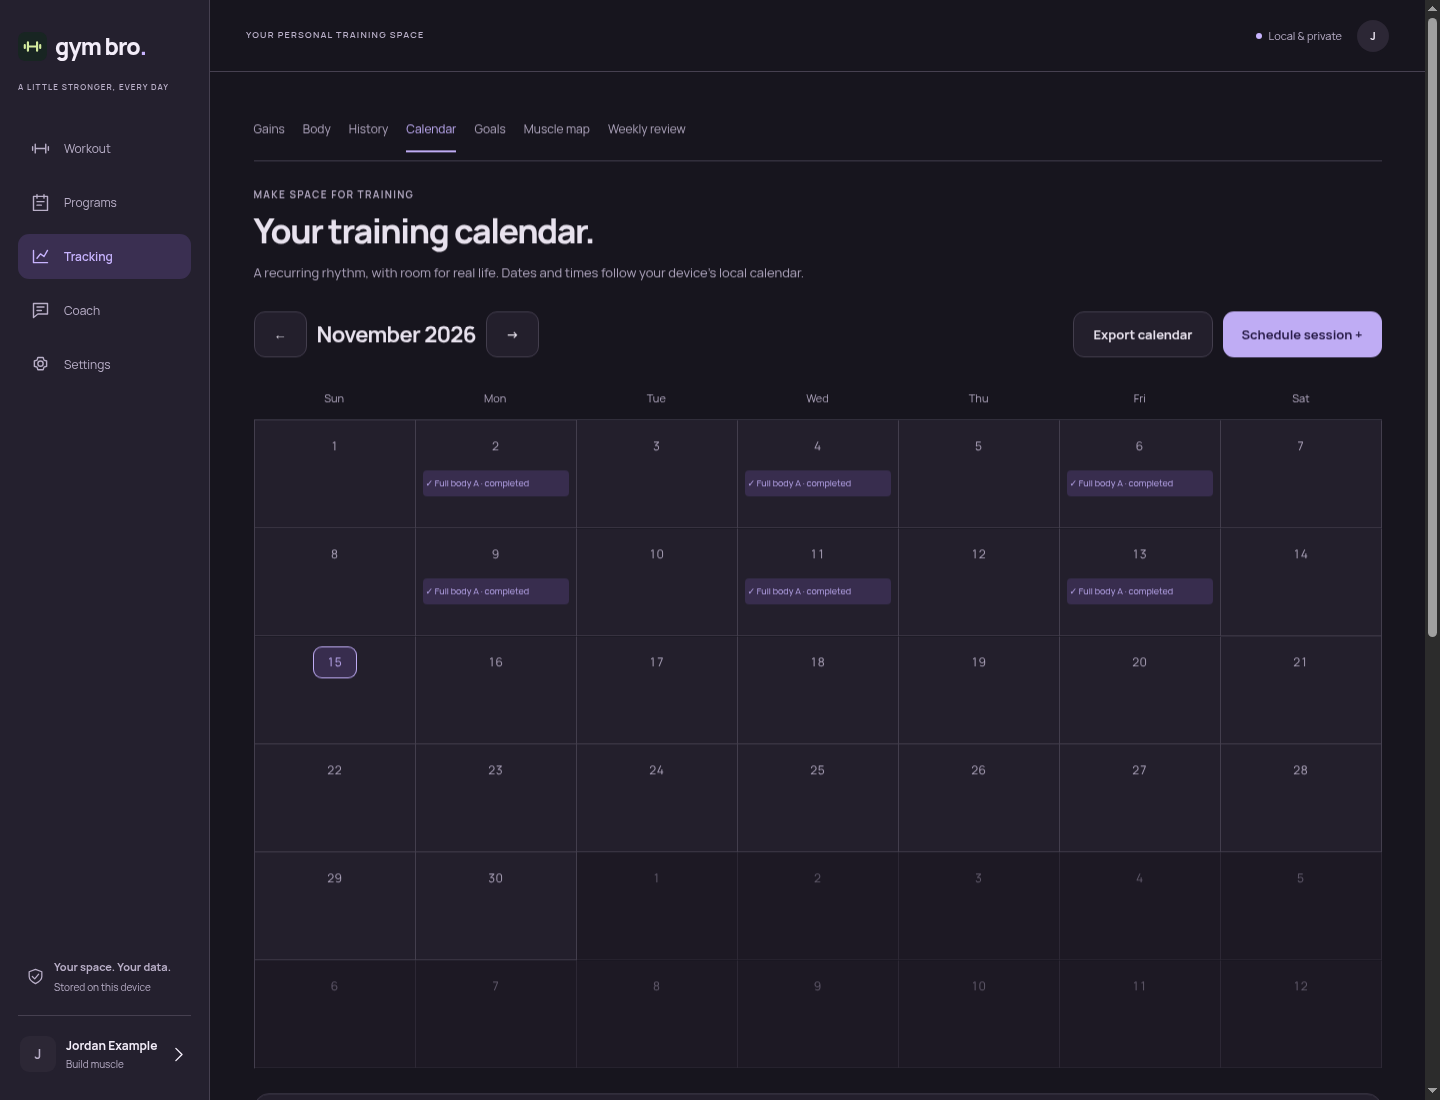 gym bro.
A LITTLE STRONGER, EVERY DAY
Workout
Programs
Tracking
Coach
Settings
Your space. Your data.
Stored on this device
J
Jordan Example
Build muscle
YOUR PERSONAL TRAINING SPACE
Local & private
J
Gains Body History Calendar Goals Muscle map Weekly review
MAKE SPACE FOR TRAINING
Your training calendar.
A recurring rhythm, with room for real life. Dates and times follow your device's local calendar.
← November 2026 →
Export calendar
Schedule session +
Sun Mon Tue Wed Thu Fri Sat
1 2 3 4 5 6 7
✓ Full body A · completed ✓ Full body A · completed ✓ Full body A · completed
8 9 10 11 12 13 14
✓ Full body A · completed ✓ Full body A · completed ✓ Full body A · completed
15 16 17 18 19 20 21
22 23 24 25 26 27 28
29 30 1 2 3 4 5
6 7 8 9 10 11 12